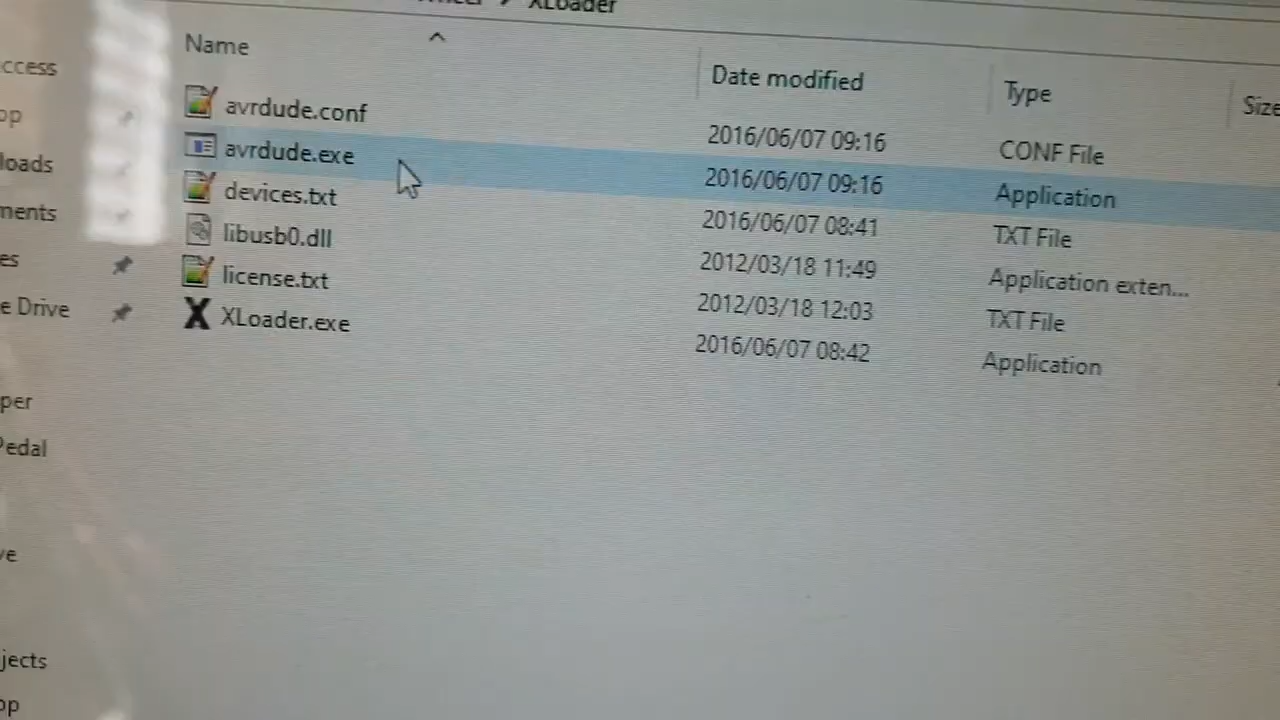 XLoader
Name Date modified Type Size
avrdude.conf 2016/06/07 09:16 CONF File
avrdude.exe 2016/06/07 09:16 Application
devices.txt 2016/06/07 08:41 TXT File
libusb0.dll 2012/03/18 11:49 Application exten...
license.txt 2012/03/18 12:03 TXT File
XLoader.exe 2016/06/07 08:42 Application
ccess
op
loads
ments
es
e Drive
per
Pedal
ve
jects
op